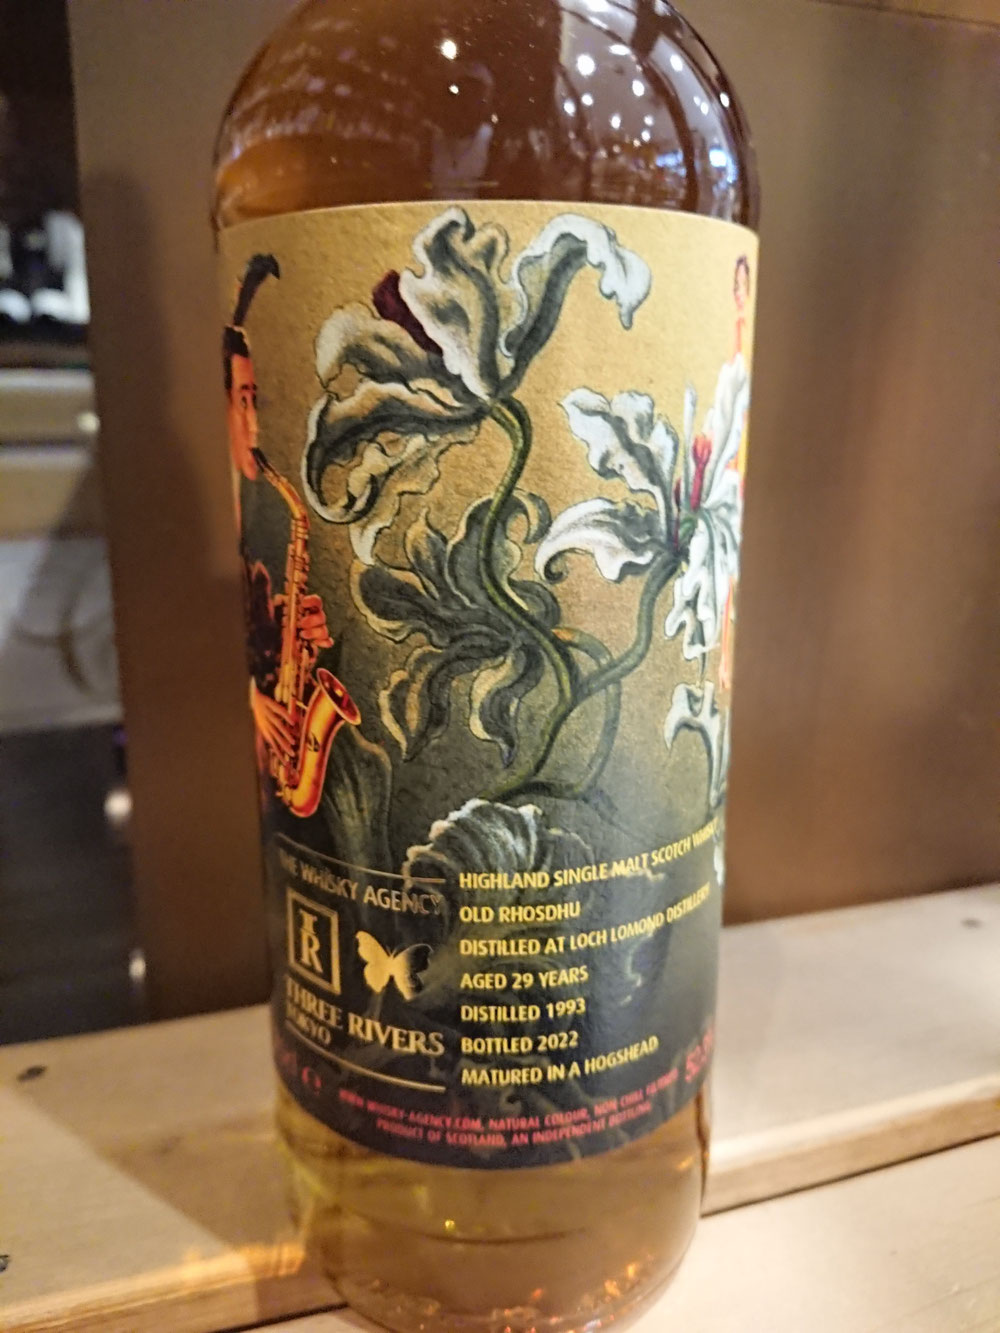 THE WHISKY AGENCY
TR
THREE RIVERS
TOKYO
HIGHLAND SINGLE MALT SCOTCH WHISKY
OLD RHOSDHU
DISTILLED AT LOCH LOMOND DISTILLERY
AGED 29 YEARS
DISTILLED 1993
BOTTLED 2022
MATURED IN A HOGSHEAD
WWW.WHISKY-AGENCY.COM, NATURAL COLOUR, NON CHILL FILTERED
PRODUCT OF SCOTLAND, AN INDEPENDENT BOTTLING